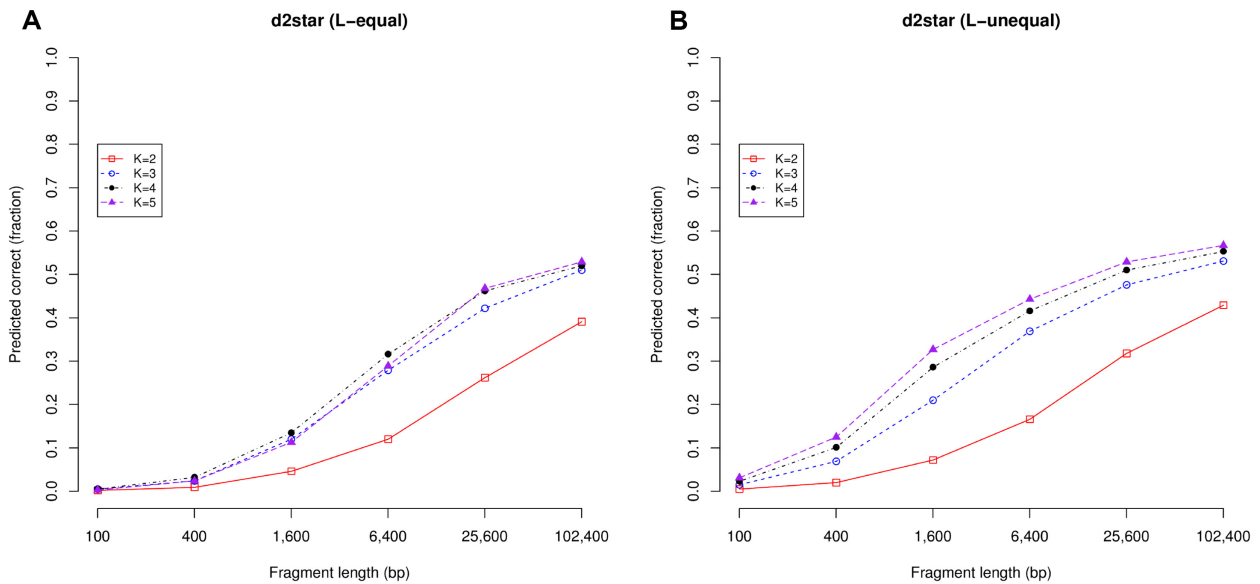 A
d2star (L−equal)
Predicted correct (fraction)
1.0
0.9
0.8
0.7
0.6
0.5
0.4
0.3
0.2
0.1
0.0
K=2
K=3
K=4
K=5
100 400 1,600 6,400 25,600 102,400
Fragment length (bp)
B
d2star (L−unequal)
Predicted correct (fraction)
1.0
0.9
0.8
0.7
0.6
0.5
0.4
0.3
0.2
0.1
0.0
K=2
K=3
K=4
K=5
100 400 1,600 6,400 25,600 102,400
Fragment length (bp)